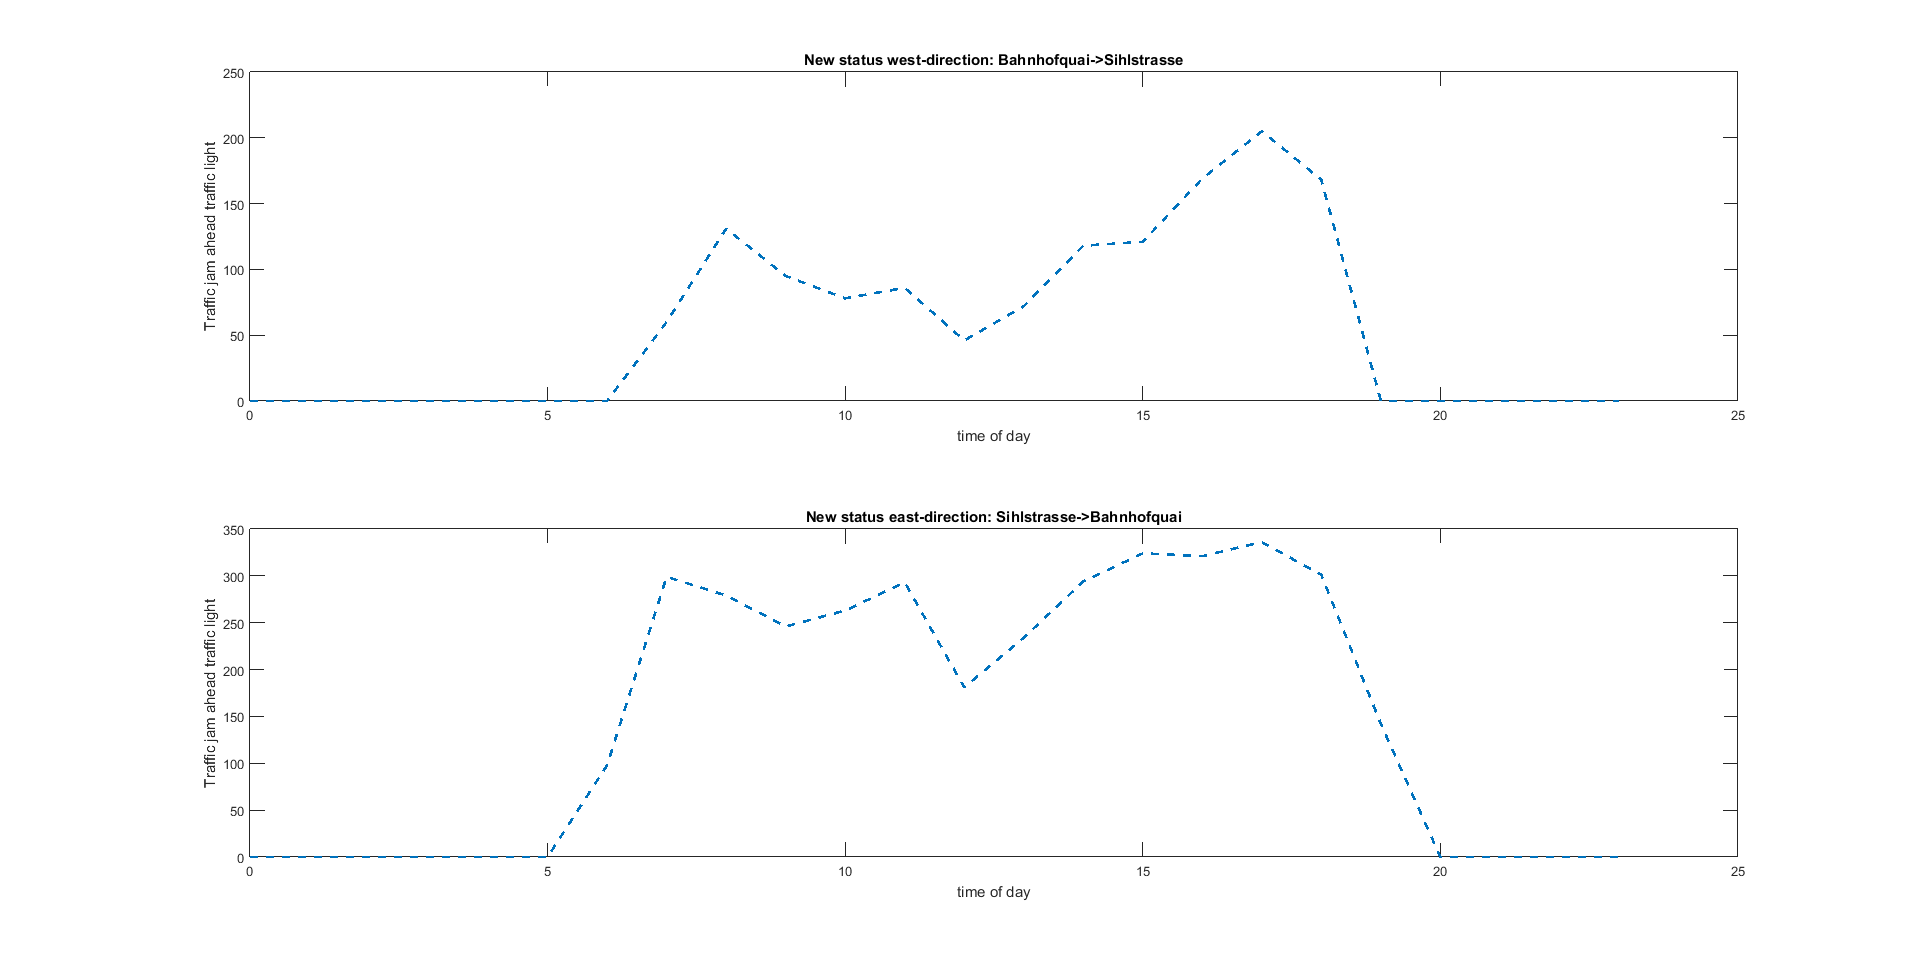 New status west-direction: Bahnhofquai->Sihlstrasse
250
200
150
100
50
0
Traffic jam ahead traffic light
0 5 10 15 20 25
time of day
New status east-direction: Sihlstrasse->Bahnhofquai
350
300
250
200
150
100
50
0
Traffic jam ahead traffic light
0 5 10 15 20 25
time of day